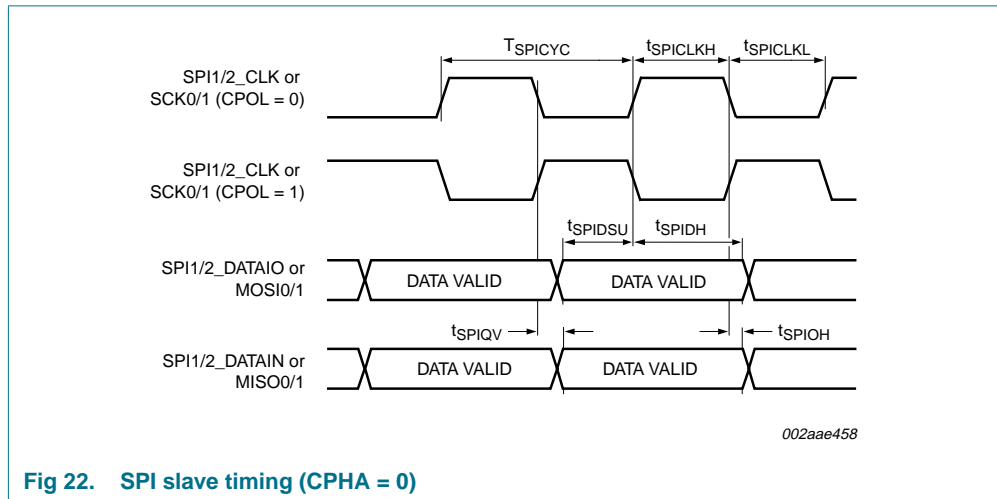 TSPICYC
tSPICLKH
tSPICLKL
SPI1/2_CLK or
SCK0/1 (CPOL = 0)
SPI1/2_CLK or
SCK0/1 (CPOL = 1)
tSPIDSU
tSPIDH
SPI1/2_DATAIO or
MOSI0/1
DATA VALID
DATA VALID
tSPIQV
tSPIOH
SPI1/2_DATAIN or
MISO0/1
DATA VALID
DATA VALID
002aae458
Fig 22. SPI slave timing (CPHA = 0)